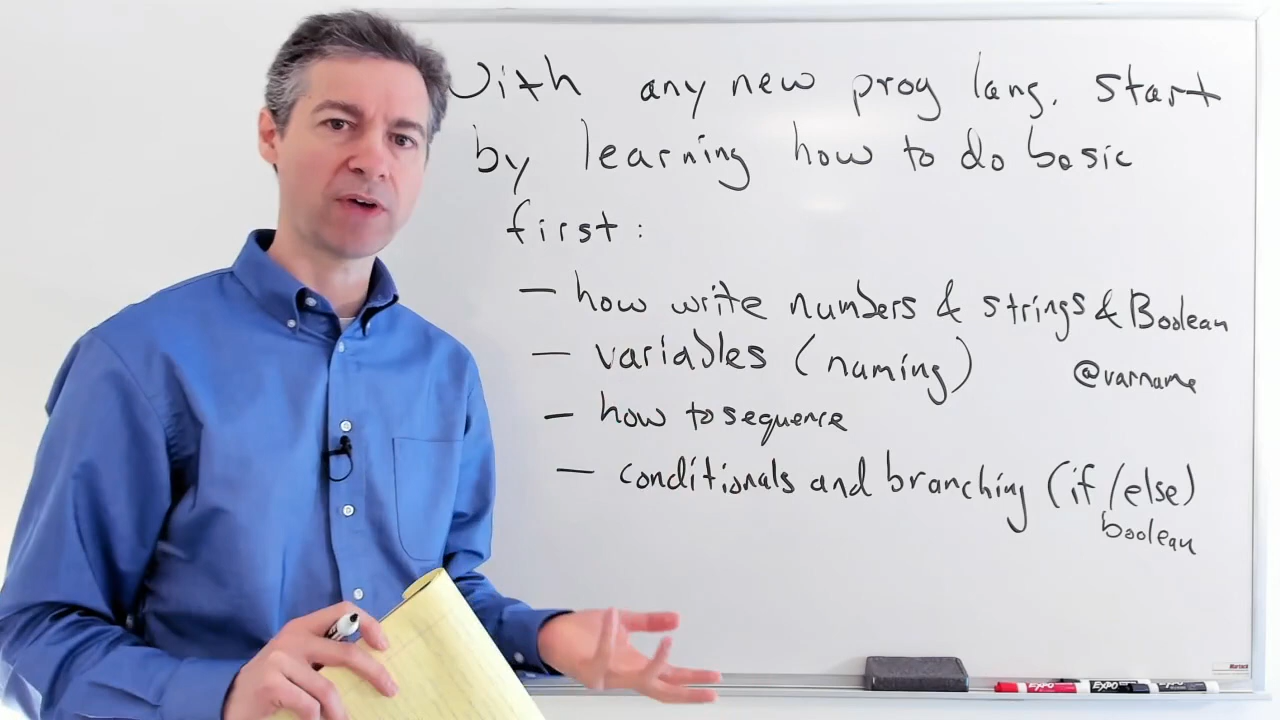 With any new prog lang, start
by learning how to do basic
first:
- how write numbers & strings & Boolean
- variables (naming)
@varname
- how to sequence
- conditionals and branching (if/else)
boolean
EXPO
EXPO